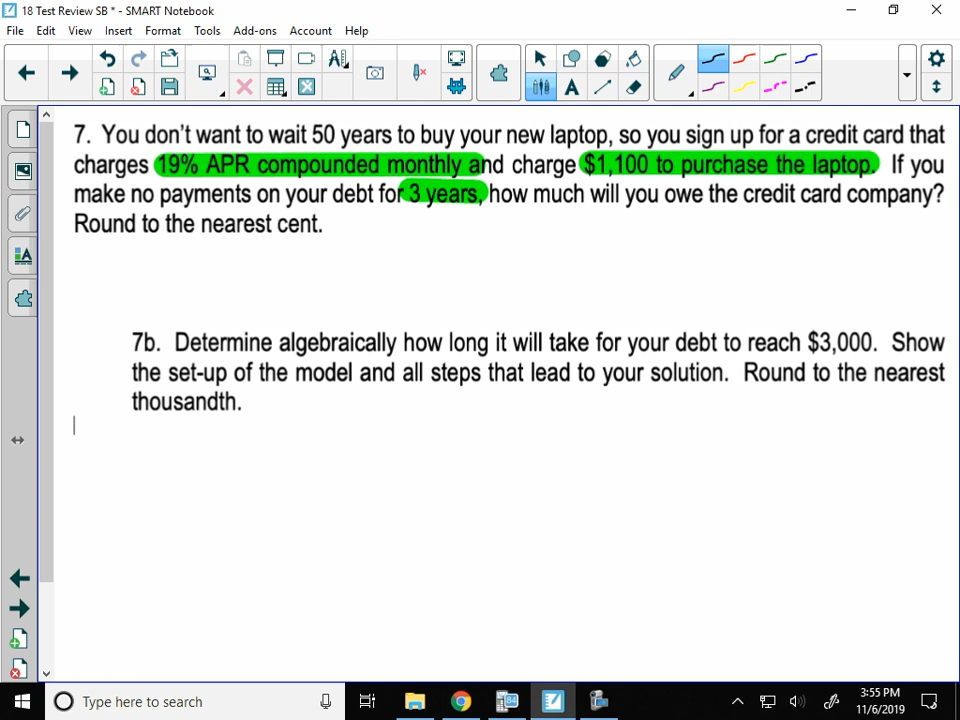 18 Test Review SB * - SMART Notebook
File Edit View Insert Format Tools Add-ons Account Help
7. You don't want to wait 50 years to buy your new laptop, so you sign up for a credit card that
charges 19% APR compounded monthly and charge $1,100 to purchase the laptop. If you
make no payments on your debt for 3 years, how much will you owe the credit card company?
Round to the nearest cent.
7b. Determine algebraically how long it will take for your debt to reach $3,000. Show
the set-up of the model and all steps that lead to your solution. Round to the nearest
thousandth.
Type here to search
3:55 PM
11/6/2019